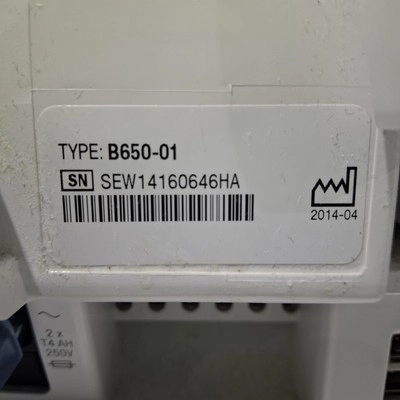 TYPE: B650-01
SN SEW14160646HA
2014-04
2 x
T4 AH
250V